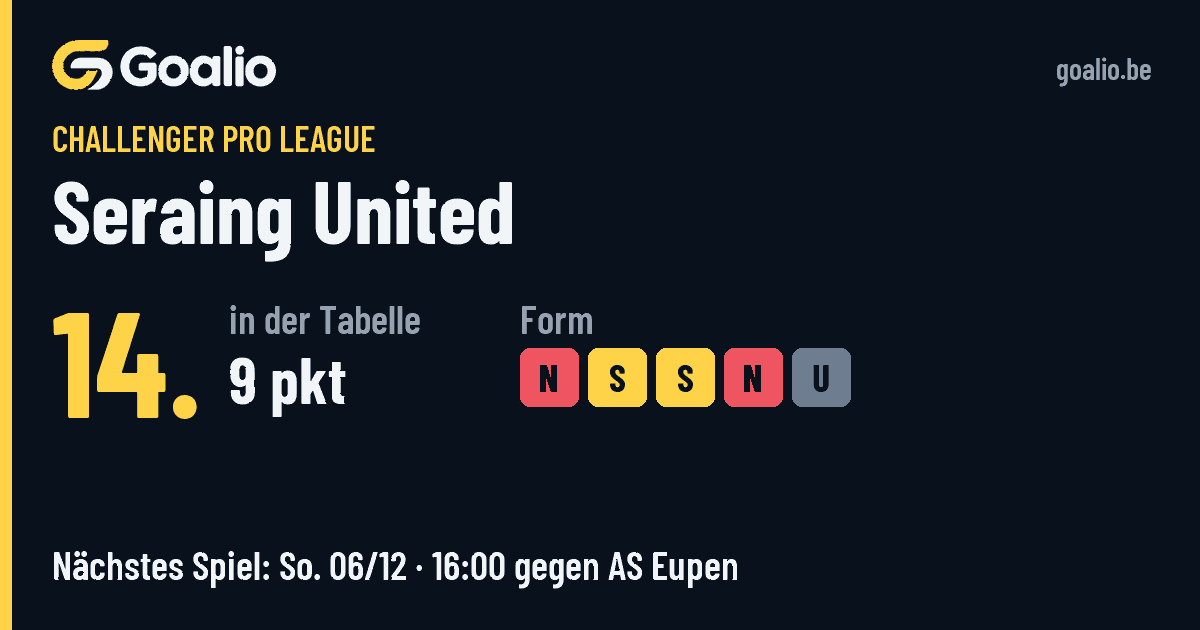 Goalio
goalio.be
CHALLENGER PRO LEAGUE
Seraing United
14.
in der Tabelle
9 pkt
Form
N S S N U
Nächstes Spiel: So. 06/12 · 16:00 gegen AS Eupen